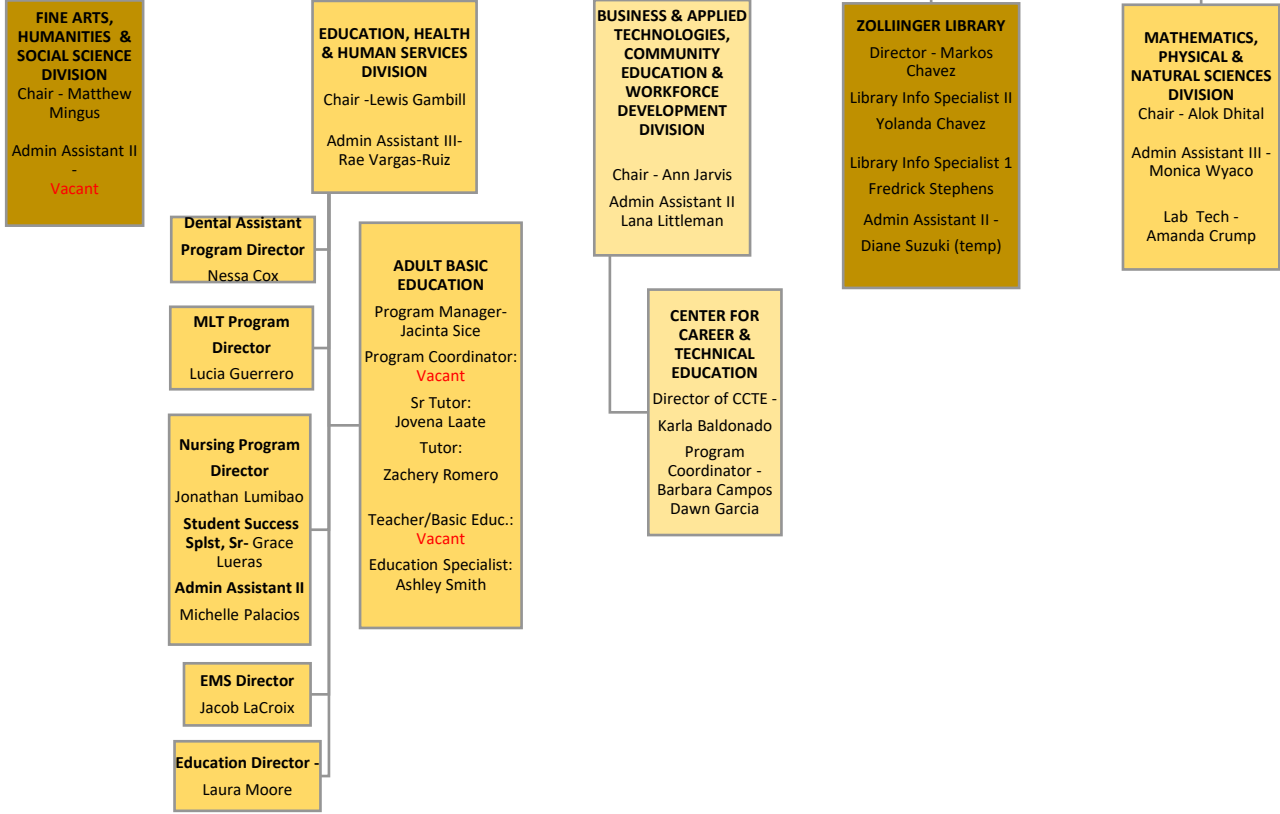 FINE ARTS,
HUMANITIES &
SOCIAL SCIENCE
DIVISION
Chair - Matthew
Mingus
Admin Assistant II
-
Vacant
EDUCATION, HEALTH
& HUMAN SERVICES
DIVISION
Chair -Lewis Gambill
Admin Assistant III-
Rae Vargas-Ruiz
Dental Assistant
Program Director
Nessa Cox
MLT Program
Director
Lucia Guerrero
Nursing Program
Director
Jonathan Lumibao
Student Success
Splst, Sr- Grace
Lueras
Admin Assistant II
Michelle Palacios
EMS Director
Jacob LaCroix
Education Director -
Laura Moore
ADULT BASIC
EDUCATION
Program Manager-
Jacinta Sice
Program Coordinator:
Vacant
Sr Tutor:
Jovena Laate
Tutor:
Zachery Romero
Teacher/Basic Educ.:
Vacant
Education Specialist:
Ashley Smith
BUSINESS & APPLIED
TECHNOLOGIES,
COMMUNITY
EDUCATION &
WORKFORCE
DEVELOPMENT
DIVISION
Chair - Ann Jarvis
Admin Assistant II
Lana Littleman
CENTER FOR
CAREER &
TECHNICAL
EDUCATION
Director of CCTE -
Karla Baldonado
Program
Coordinator -
Barbara Campos
Dawn Garcia
ZOLLIINGER LIBRARY
Director - Markos
Chavez
Library Info Specialist II
Yolanda Chavez
Library Info Specialist 1
Fredrick Stephens
Admin Assistant II -
Diane Suzuki (temp)
MATHEMATICS,
PHYSICAL &
NATURAL SCIENCES
DIVISION
Chair - Alok Dhital
Admin Assistant III -
Monica Wyaco
Lab Tech -
Amanda Crump